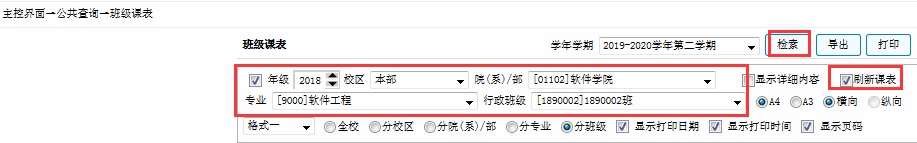 主控界面→公共查询→班级课表
班级课表 学年学期 2019-2020学年第二学期 检索 导出 打印
年级 2018 校区 本部 院(系)/部 [01102]软件学院 显示详细内容 刷新课表
专业 [9000]软件工程 行政班级 [1890002]1890002班 A4 A3 横向 纵向
格式一 全校 分校区 分院(系)/部 分专业 分班级 显示打印日期 显示打印时间 显示页码